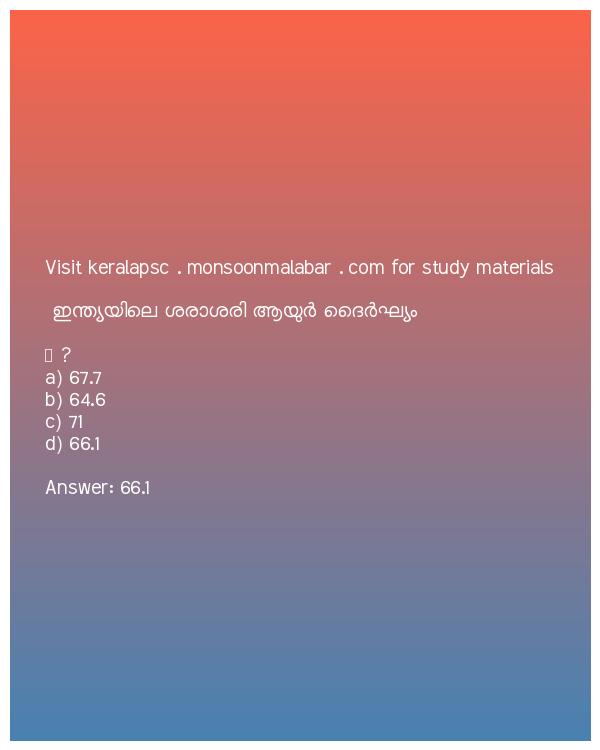 Visit keralapsc . monsoonmalabar . com for study materials
ഇന്ത്യയിലെ ശരാശരി ആയുർ ദൈർഘ്യം
?
a) 67.7
b) 64.6
c) 71
d) 66.1
Answer: 66.1